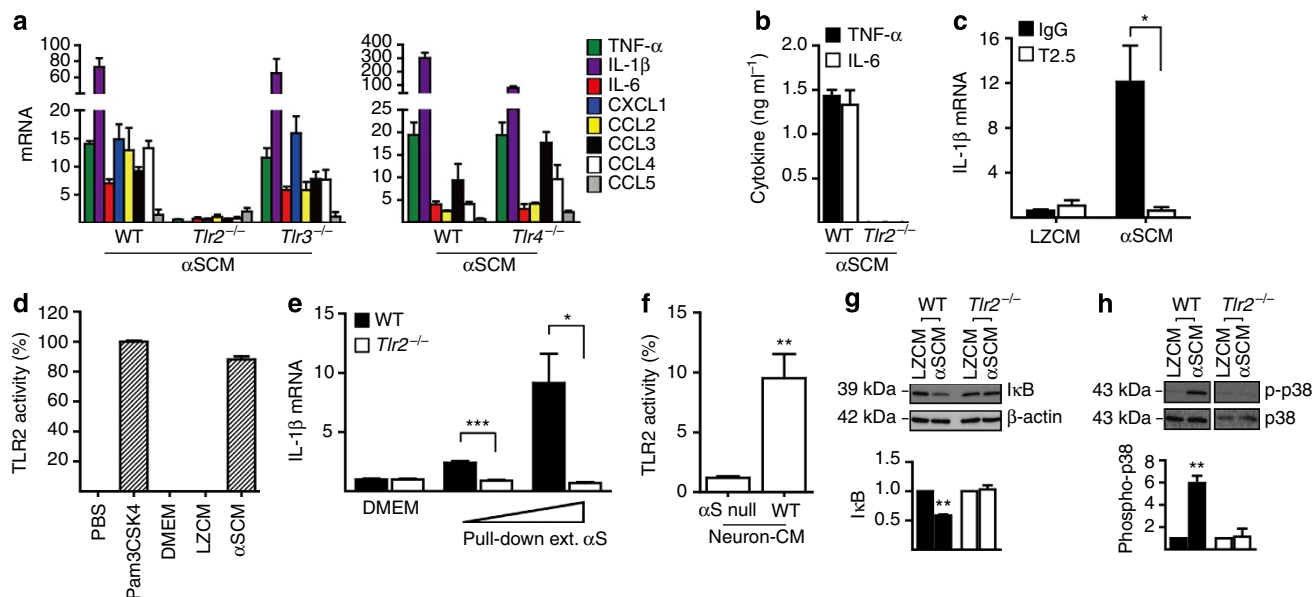 a
mRNA
100
80
60
20
15
10
5
WT Tlr2−/− Tlr3−/−
αSCM
400
300
200
100
25
20
15
10
5
WT Tlr4−/−
αSCM
TNF-α
IL-1β
IL-6
CXCL1
CCL2
CCL3
CCL4
CCL5
b
Cytokine (ng ml−1)
TNF-α
IL-6
2.0
1.5
1.0
0.5
WT Tlr2−/−
αSCM
c
IL-1β mRNA
IgG
T2.5
*
16
12
8
4
LZCM αSCM
d
TLR2 activity (%)
120
100
80
60
40
20
PBS
Pam3CSK4
DMEM
LZCM
αSCM
e
IL-1β mRNA
WT
Tlr2−/−
15
10
5
***
*
DMEM
Pull-down ext. αS
f
TLR2 activity (%)
15
10
5
0
**
αS null WT
Neuron-CM
g
WT Tlr2−/−
LZCM
αSCM
LZCM
αSCM
39 kDa IκB
42 kDa β-actin
IκB
1.5
1.0
0.5
**
h
WT Tlr2−/−
LZCM
αSCM
LZCM
αSCM
43 kDa p-p38
43 kDa p38
Phospho-p38
8
6
4
2
**